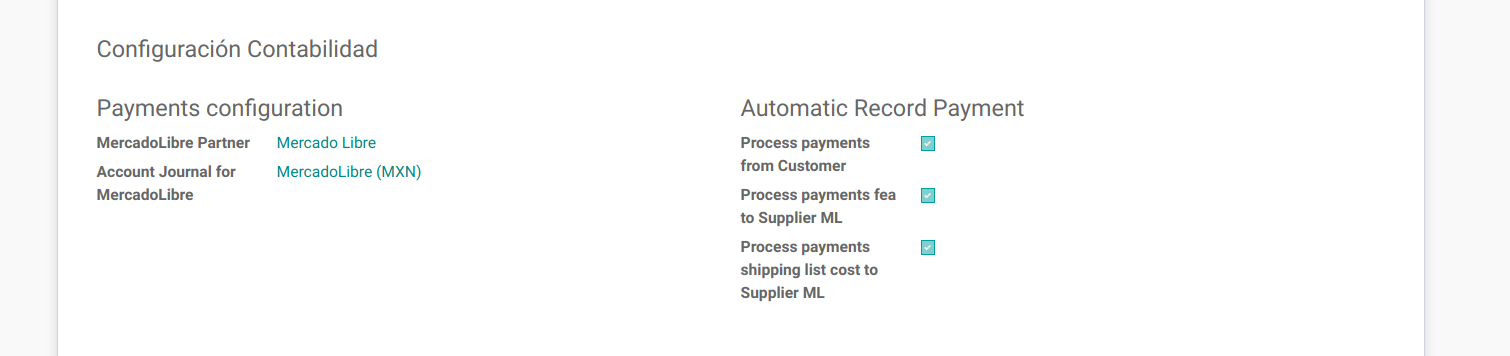 Configuración Contabilidad
Payments configuration
MercadoLibre Partner Mercado Libre
Account Journal for MercadoLibre (MXN)
MercadoLibre
Automatic Record Payment
Process payments
from Customer
Process payments fea
to Supplier ML
Process payments
shipping list cost to
Supplier ML